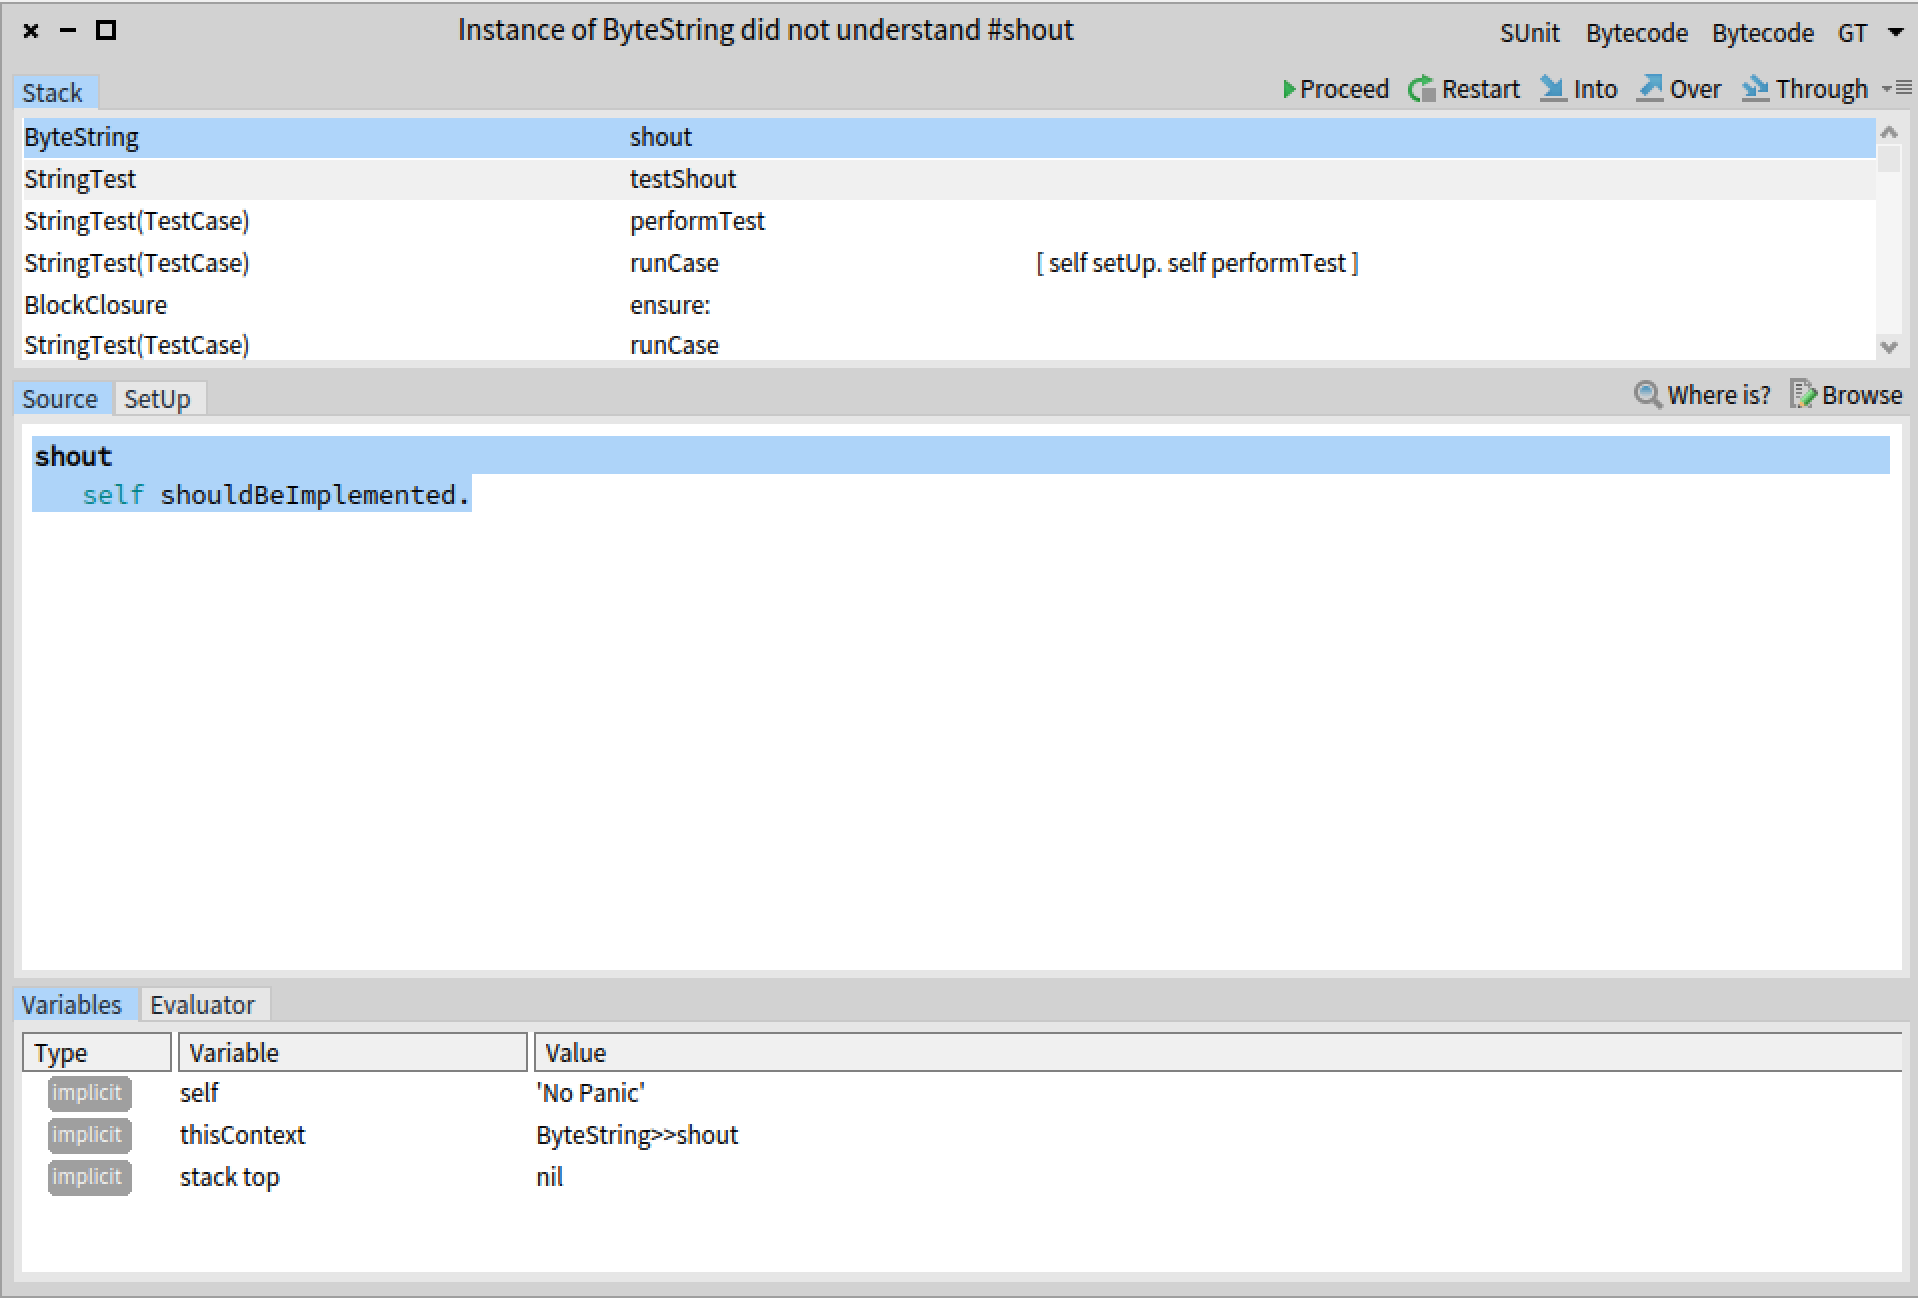 Instance of ByteString did not understand #shout SUnit Bytecode Bytecode GT
Stack Proceed Restart Into Over Through
ByteString shout
StringTest testShout
StringTest(TestCase) performTest
StringTest(TestCase) runCase [ self setUp. self performTest ]
BlockClosure ensure:
StringTest(TestCase) runCase
Source SetUp Where is? Browse
shout
self shouldBeImplemented.
Variables Evaluator
Type Variable Value
implicit self 'No Panic'
implicit thisContext ByteString>>shout
implicit stack top nil